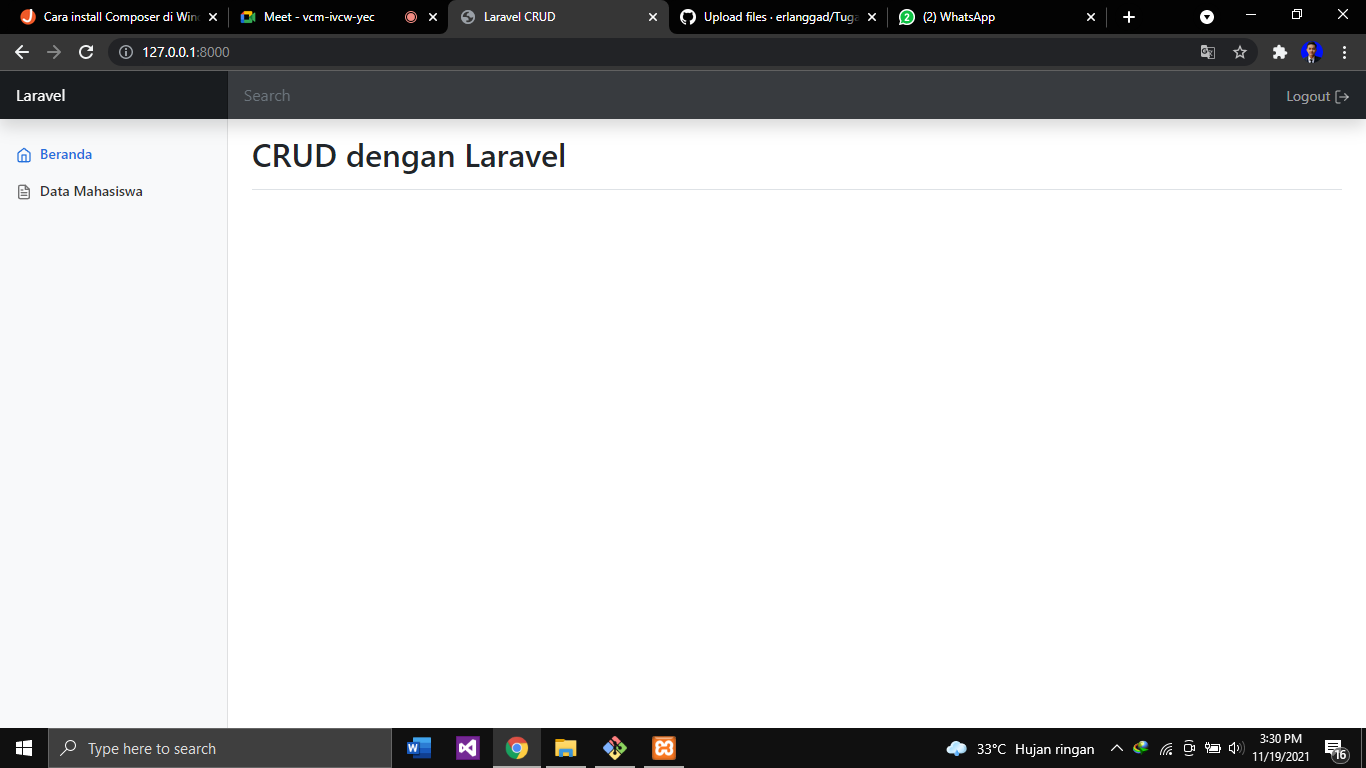 Cara install Composer di Win
Meet - vcm-ivcw-yec
Laravel CRUD
Upload files · erlanggad/Tuga
2
(2) WhatsApp
127.0.0.1:8000
Laravel
Search
Logout
Beranda
Data Mahasiswa
CRUD dengan Laravel
Type here to search
33°C Hujan ringan
3:30 PM
11/19/2021
16